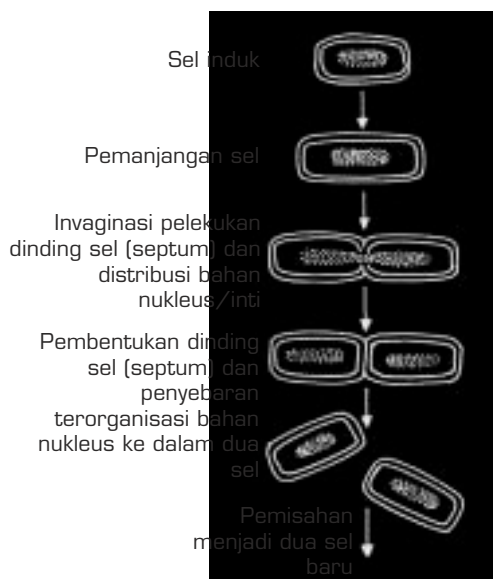 Sel induk
Pemanjangan sel
Invaginasi pelekukan
dinding sel (septum) dan
distribusi bahan
nukleus/inti
Pembentukan dinding
sel (septum) dan
penyebaran
terorganisasi bahan
nukleus ke dalam dua
sel
Pemisahan
menjadi dua sel
baru